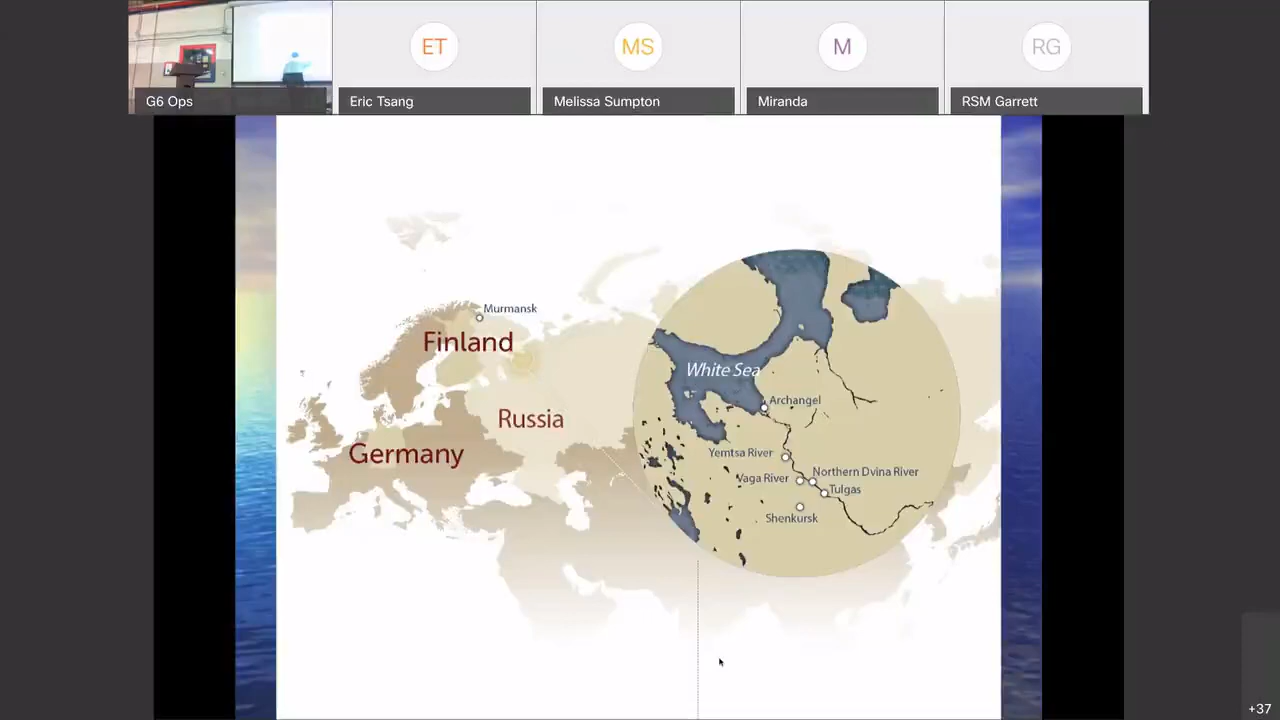 ET
MS
M
RG
G6 Ops
Eric Tsang
Melissa Sumpton
Miranda
RSM Garrett
Murmansk
Finland
White Sea
Archangel
Russia
Germany
Yemtsa River
Northern Dvina River
Vaga River
Tulgas
Shenkursk
+37